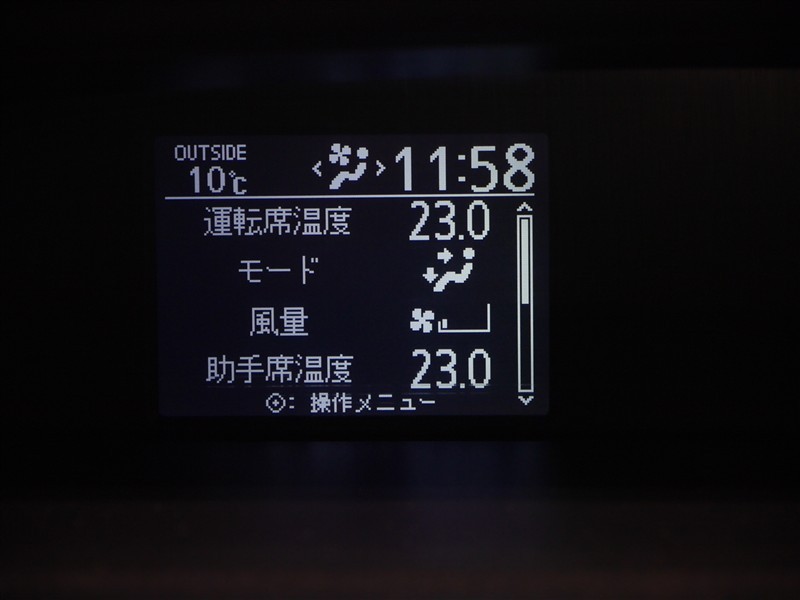 OUTSIDE
10℃ 11:58
運転席温度 23.0
モード
風量
助手席温度 23.0
: 操作メニュー